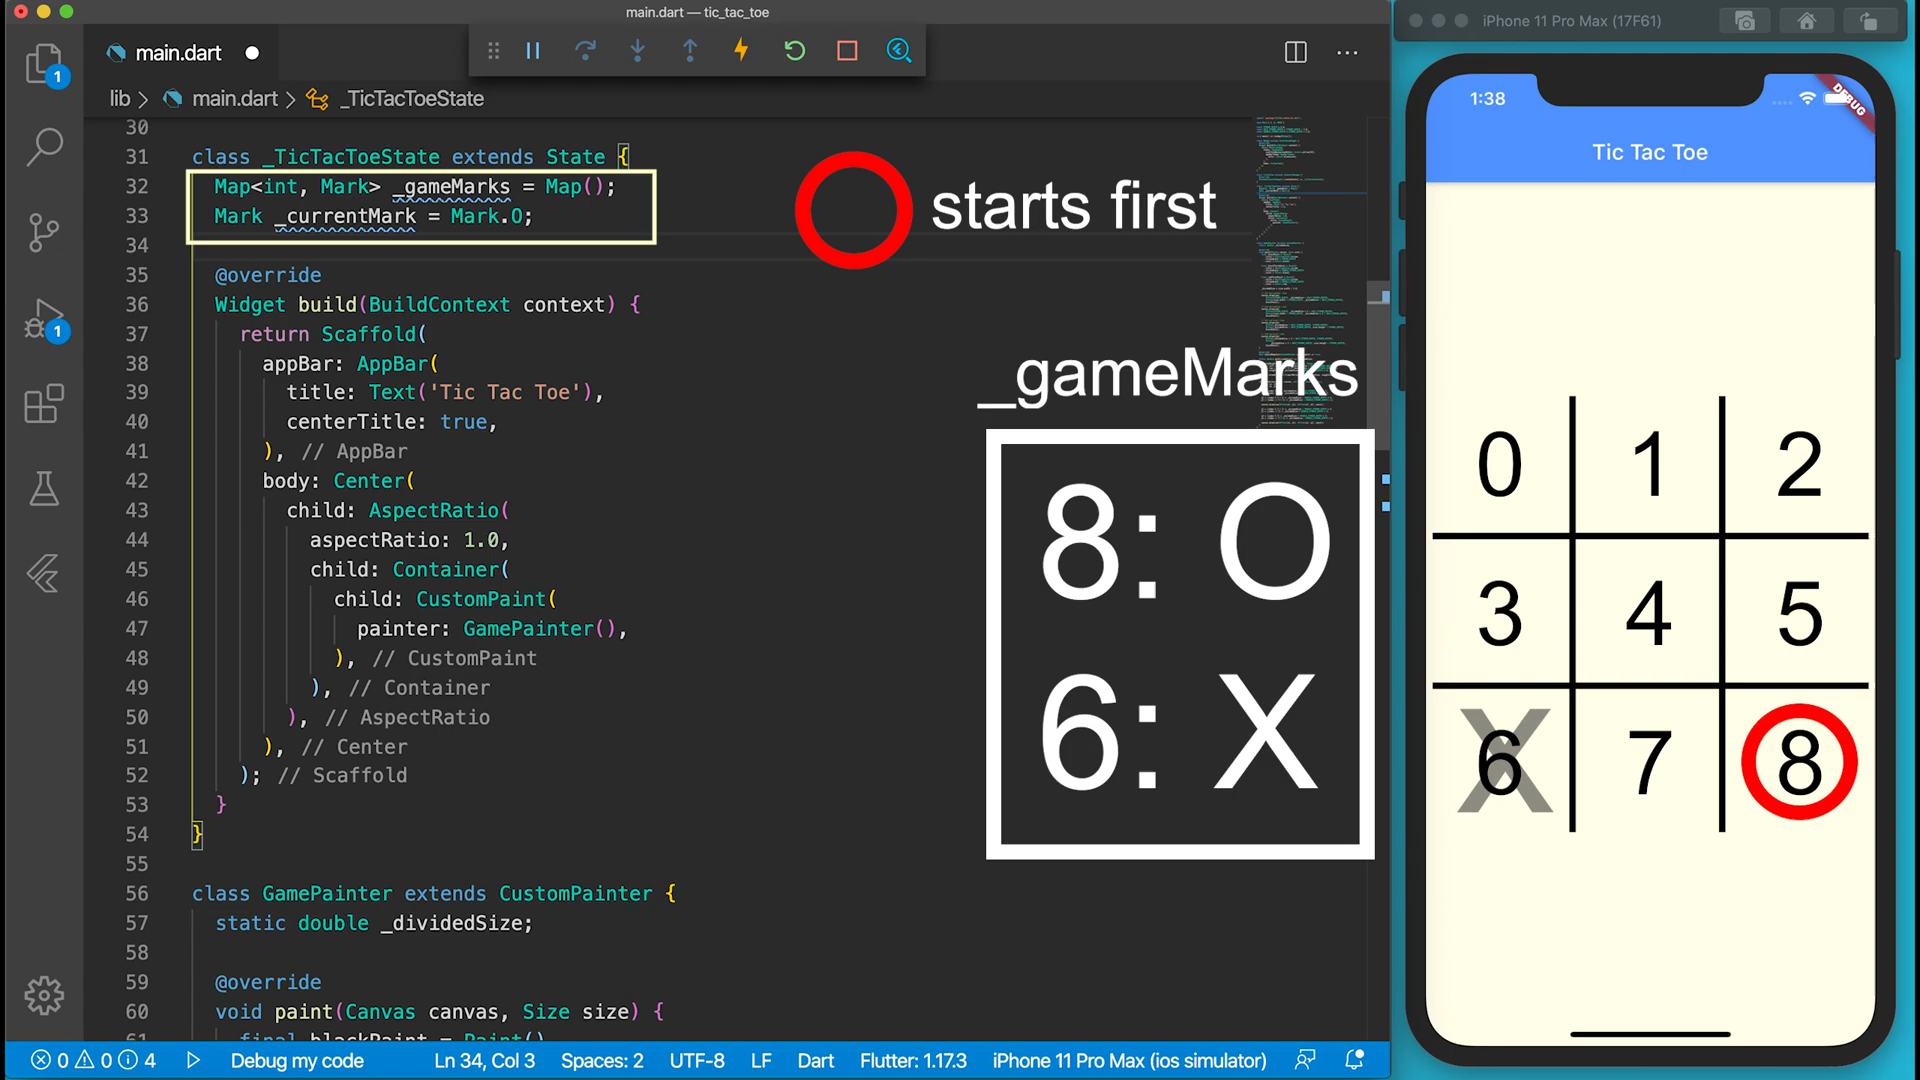 main.dart — tic_tac_toe
main.dart
1
lib > main.dart > _TicTacToeState
30
31 class _TicTacToeState extends State {
32 Map<int, Mark> _gameMarks = Map();
33 Mark _currentMark = Mark.O;
34
35 @override
36 Widget build(BuildContext context) {
37 return Scaffold(
38 appBar: AppBar(
39 title: Text('Tic Tac Toe'),
40 centerTitle: true,
41 ), // AppBar
42 body: Center(
43 child: AspectRatio(
44 aspectRatio: 1.0,
45 child: Container(
46 child: CustomPaint(
47 painter: GamePainter(),
48 ), // CustomPaint
49 ), // Container
50 ), // AspectRatio
51 ), // Center
52 ); // Scaffold
53 }
54 }
55
56 class GamePainter extends CustomPainter {
57 static double _dividedSize;
58
59 @override
60 void paint(Canvas canvas, Size size) {
61 final blackPaint = Paint()
1
starts first
_gameMarks
8: O
6: X
0 0 4 Debug my code Ln 34, Col 3 Spaces: 2 UTF-8 LF Dart Flutter: 1.17.3 iPhone 11 Pro Max (ios simulator)
iPhone 11 Pro Max (17F61)
1:38
DEBUG
Tic Tac Toe
0 1 2
3 4 5
6 7 8
X